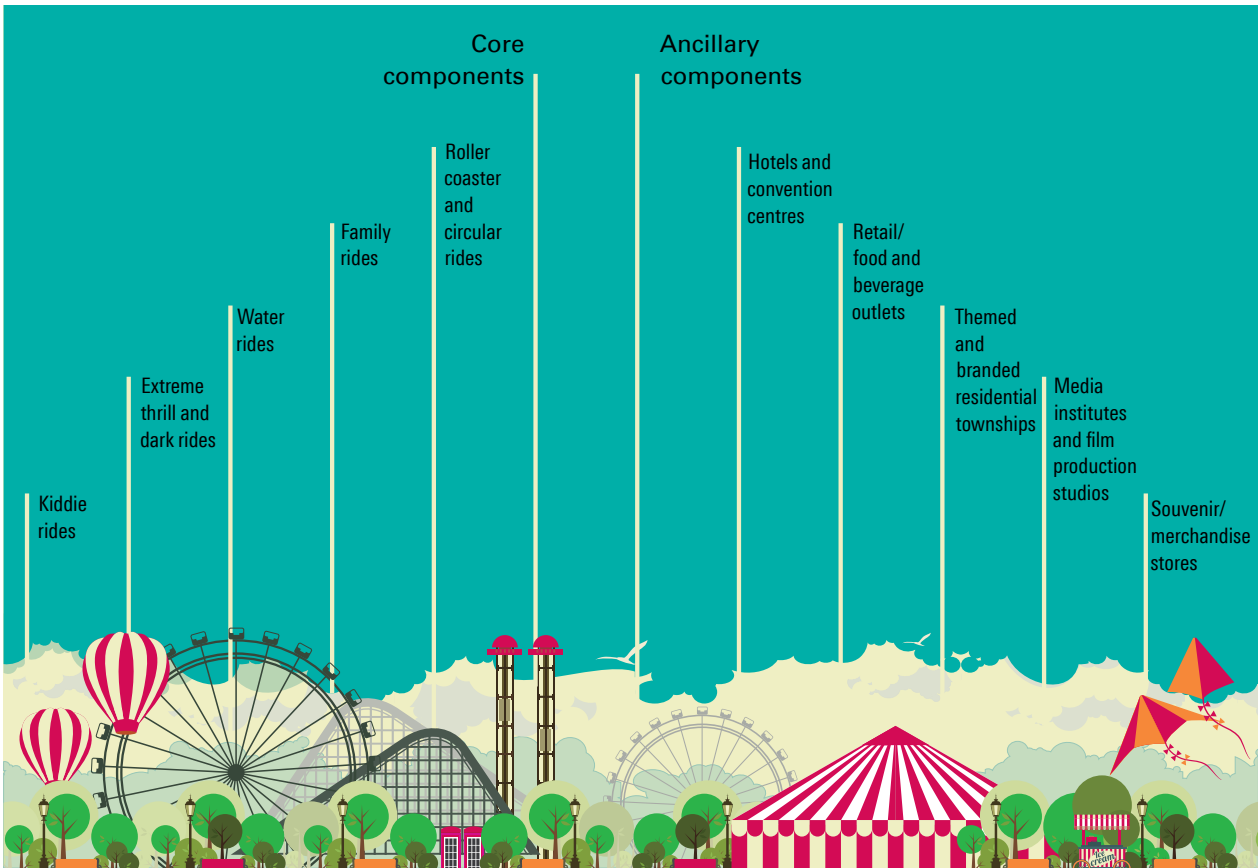 Core
components
Ancillary
components
Roller
coaster
and
circular
rides
Hotels and
convention
centres
Family
rides
Retail/
food and
beverage
outlets
Water
rides
Themed
and
branded
residential
townships
Extreme
thrill and
dark rides
Media
institutes
and film
production
studios
Kiddie
rides
Souvenir/
merchandise
stores
ice
cream